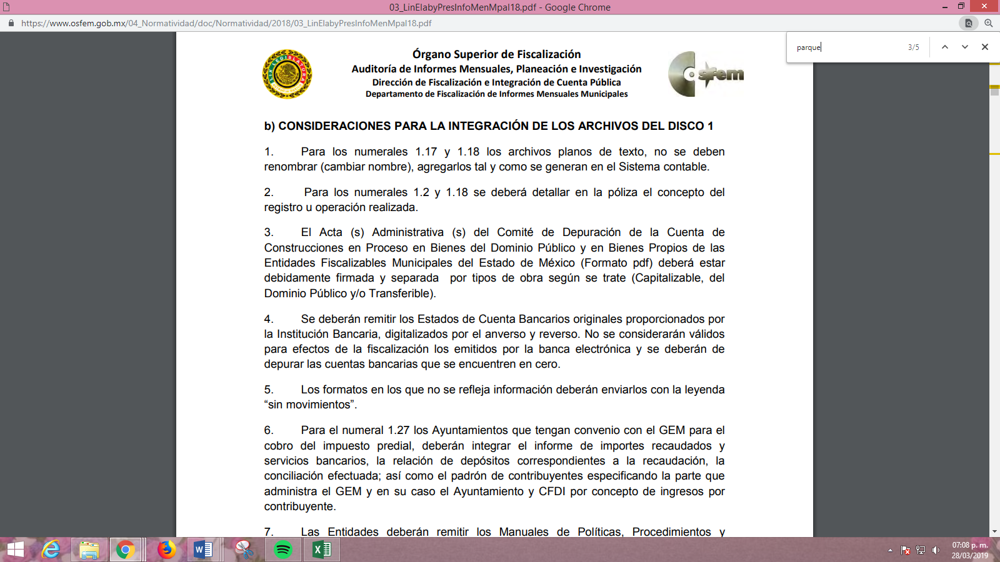 03_LinElabyPresInfoMenMpal18.pdf - Google Chrome
https://www.osfem.gob.mx/04_Normatividad/doc/Normatividad/2018/03_LinElabyPresInfoMenMpal18.pdf
parque 3/5
LIX LEGISLATURA
Órgano Superior de Fiscalización
Auditoría de Informes Mensuales, Planeación e Investigación
Dirección de Fiscalización e Integración de Cuenta Pública
Departamento de Fiscalización de Informes Mensuales Municipales
osfem
b) CONSIDERACIONES PARA LA INTEGRACIÓN DE LOS ARCHIVOS DEL DISCO 1
1. Para los numerales 1.17 y 1.18 los archivos planos de texto, no se deben
renombrar (cambiar nombre), agregarlos tal y como se generan en el Sistema contable.
2. Para los numerales 1.2 y 1.18 se deberá detallar en la póliza el concepto del
registro u operación realizada.
3. El Acta (s) Administrativa (s) del Comité de Depuración de la Cuenta de
Construcciones en Proceso en Bienes del Dominio Público y en Bienes Propios de las
Entidades Fiscalizables Municipales del Estado de México (Formato pdf) deberá estar
debidamente firmada y separada por tipos de obra según se trate (Capitalizable, del
Dominio Público y/o Transferible).
4. Se deberán remitir los Estados de Cuenta Bancarios originales proporcionados por
la Institución Bancaria, digitalizados por el anverso y reverso. No se considerarán válidos
para efectos de la fiscalización los emitidos por la banca electrónica y se deberán de
depurar las cuentas bancarias que se encuentren en cero.
5. Los formatos en los que no se refleja información deberán enviarlos con la leyenda
“sin movimientos”.
6. Para el numeral 1.27 los Ayuntamientos que tengan convenio con el GEM para el
cobro del impuesto predial, deberán integrar el informe de importes recaudados y
servicios bancarios, la relación de depósitos correspondientes a la recaudación, la
conciliación efectuada; así como el padrón de contribuyentes especificando la parte que
administra el GEM y en su caso el Ayuntamiento y CFDI por concepto de ingresos por
contribuyente.
7. Las Entidades deberán remitir los Manuales de Políticas, Procedimientos y
07:08 p. m.
28/03/2019